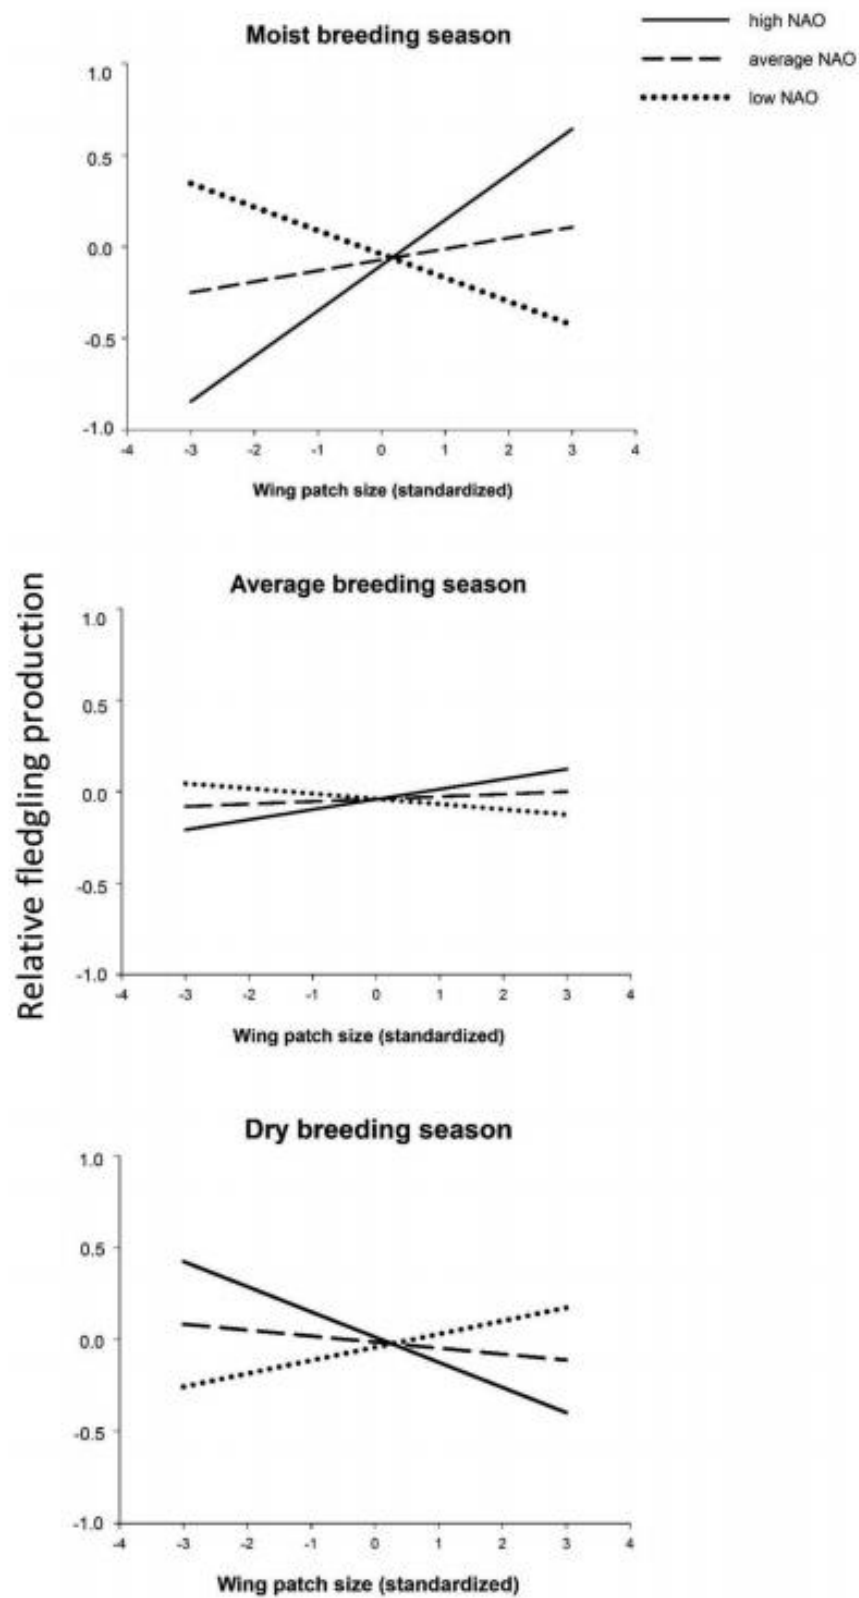 Moist breeding season
high NAO
average NAO
low NAO
1.0
0.5
0.0
-0.5
-1.0
-4 -3 -2 -1 0 1 2 3 4
Wing patch size (standardized)
Relative fledgling production
Average breeding season
1.0
0.5
0.0
-0.5
-1.0
-4 -3 -2 -1 0 1 2 3 4
Wing patch size (standardized)
Dry breeding season
1.0
0.5
0.0
-0.5
-1.0
-4 -3 -2 -1 0 1 2 3 4
Wing patch size (standardized)